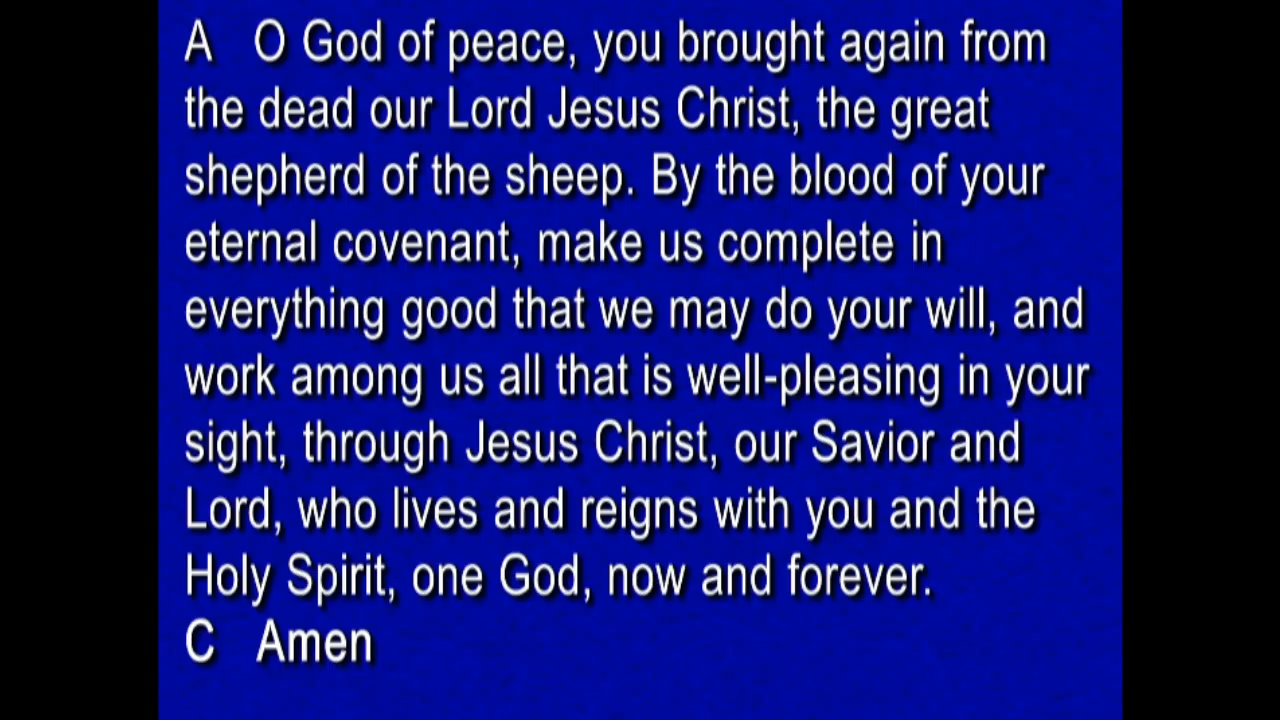 A O God of peace, you brought again from
the dead our Lord Jesus Christ, the great
shepherd of the sheep. By the blood of your
eternal covenant, make us complete in
everything good that we may do your will, and
work among us all that is well-pleasing in your
sight, through Jesus Christ, our Savior and
Lord, who lives and reigns with you and the
Holy Spirit, one God, now and forever.
C Amen